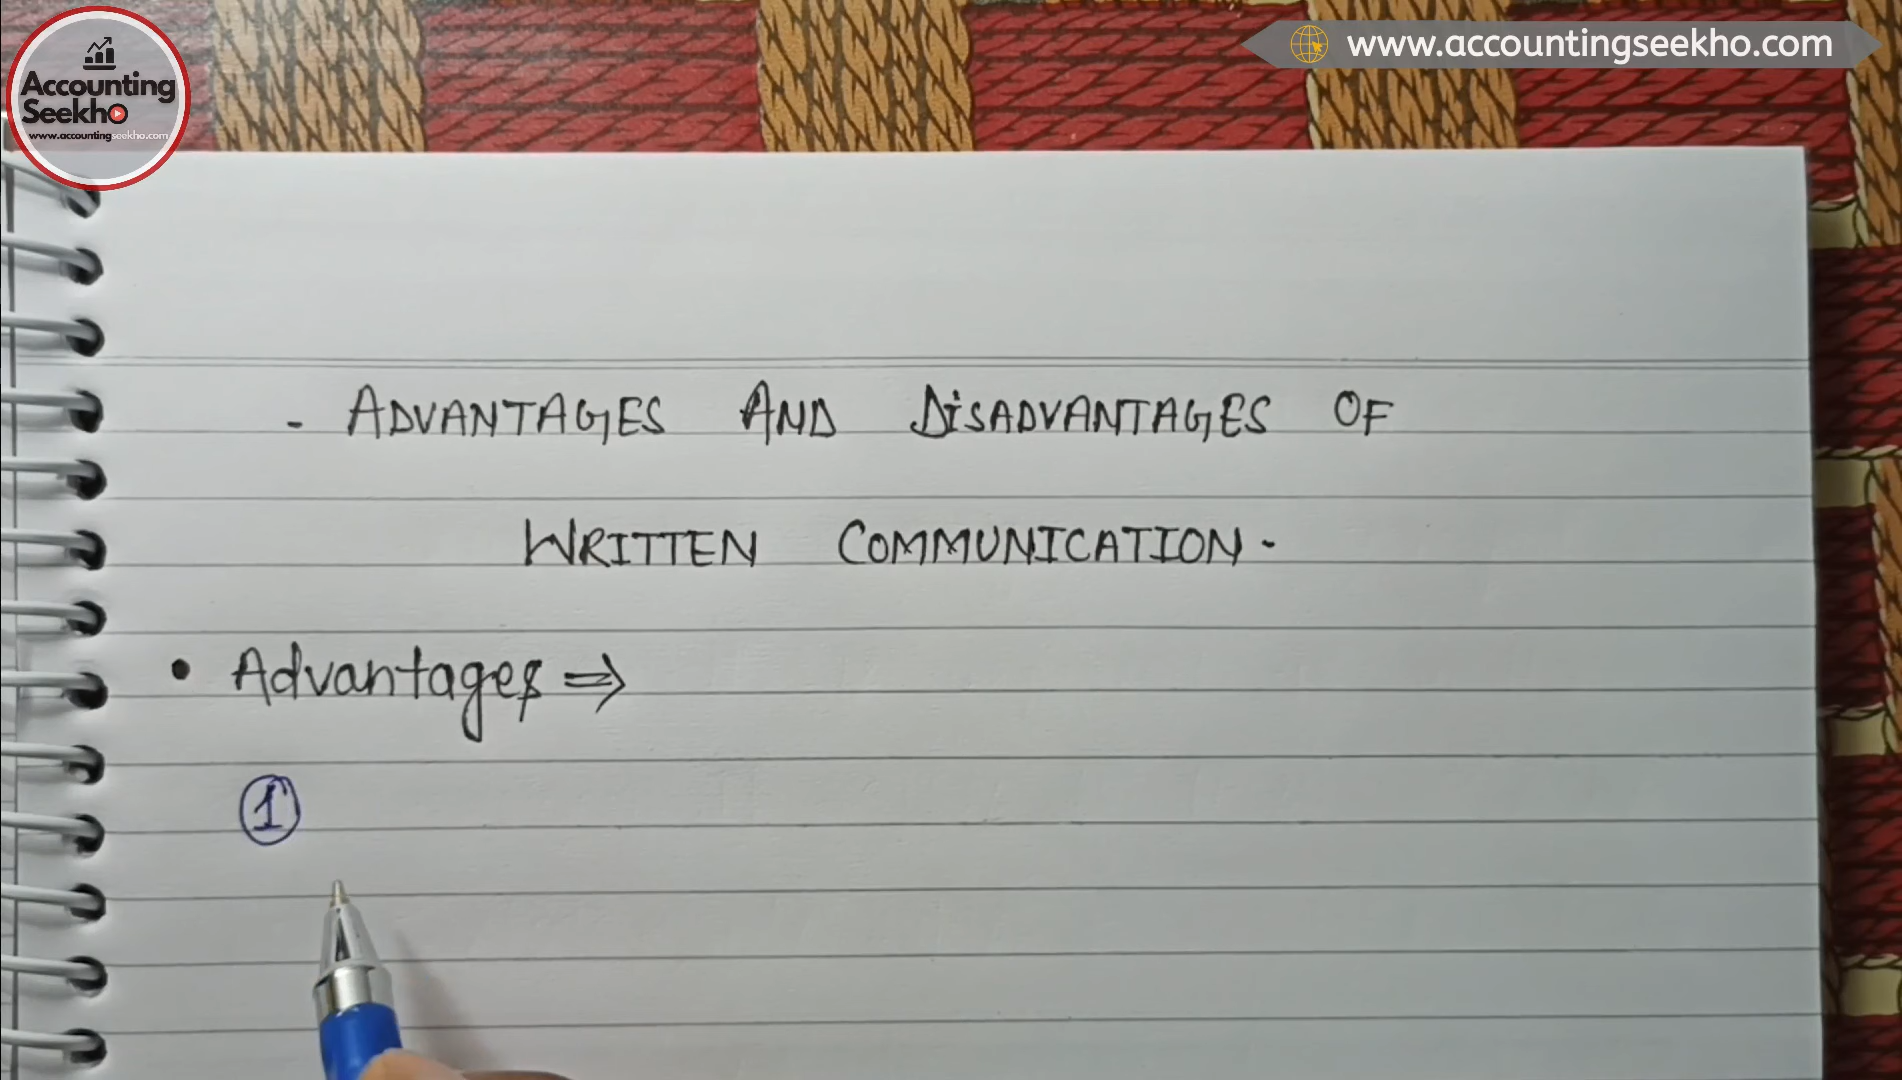 Accounting
Seekho
www.accountingseekho.com
www.accountingseekho.com
- ADVANTAGES AND DISADVANTAGES OF
WRITTEN COMMUNICATION.
• Advantages ⇒
①